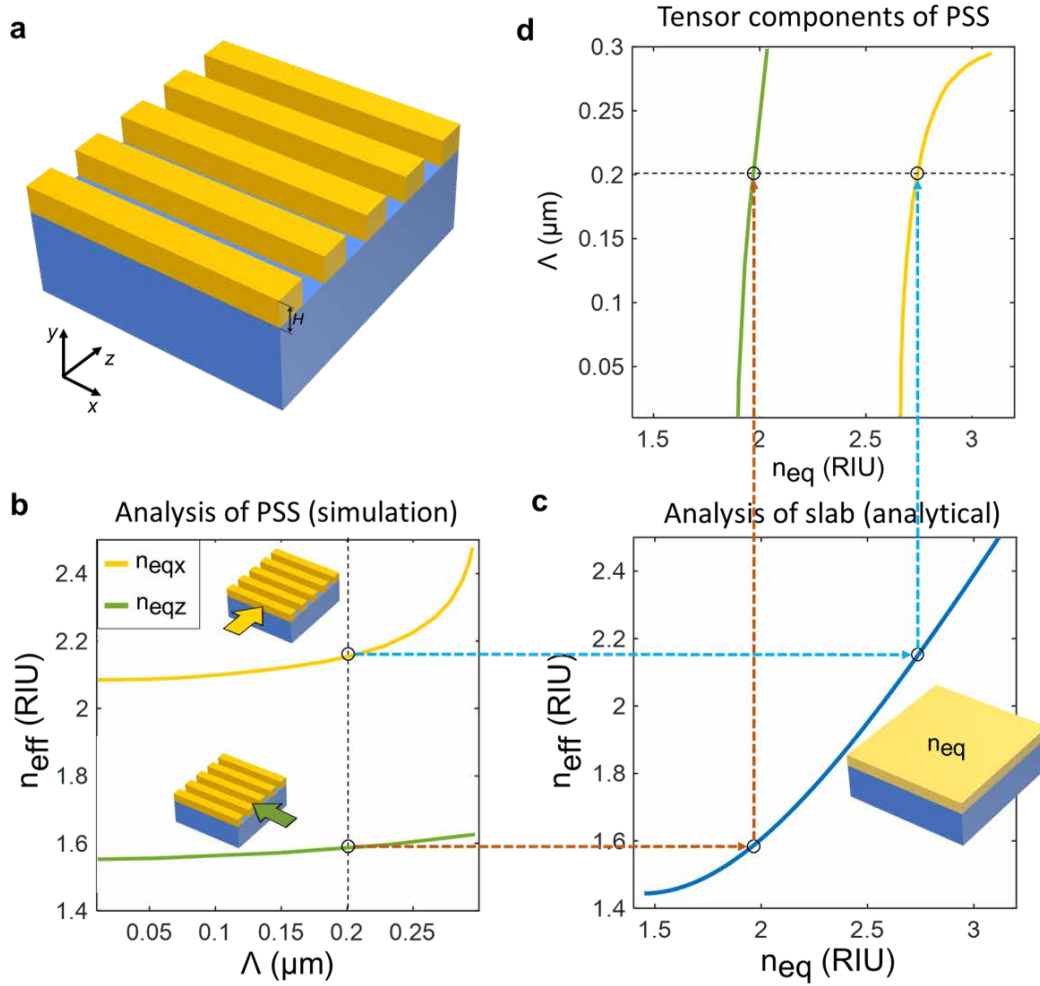 a
H
y
z
x
d
Tensor components of PSS
0.3
0.25
0.2
0.15
0.1
0.05
Λ (µm)
1.5
2
2.5
3
n_eq (RIU)
b
Analysis of PSS (simulation)
n_eqx
n_eqz
2.4
2.2
2
1.8
1.6
1.4
n_eff (RIU)
0.05
0.1
0.15
0.2
0.25
Λ (µm)
c
Analysis of slab (analytical)
2.4
2.2
2
1.8
1.6
1.4
n_eff (RIU)
n_eq
1.5
2
2.5
3
n_eq (RIU)